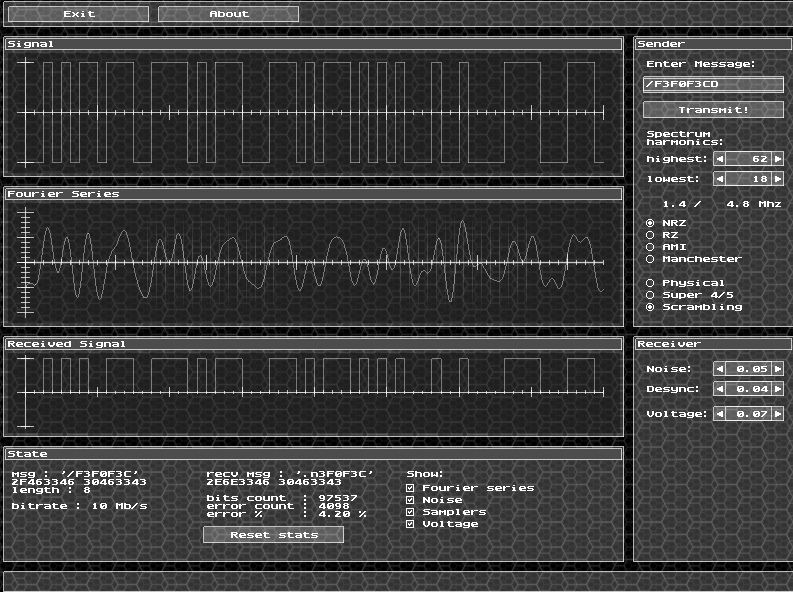 Exit About
Signal
Sender
Enter Message:
/F3F0F3CD
Transmit!
Spectrum
harmonics:
highest: 62
lowest: 18
1.4 / 4.8 Mhz
NRZ
RZ
AMI
Manchester
Physical
Super 4/5
Scrambling
Fourier Series
Received Signal
Receiver
Noise: 0.05
Desync: 0.04
Voltage: 0.07
State
msg : '/F3F0F3C'
2F463346 30463343
length : 8
bitrate : 10 Mb/s
recv msg : '.n3F0F3C'
2E6E3346 30463343
bits count : 97537
error count : 4098
error % : 4.20 %
Reset stats
Show:
Fourier series
Noise
Samplers
Voltage